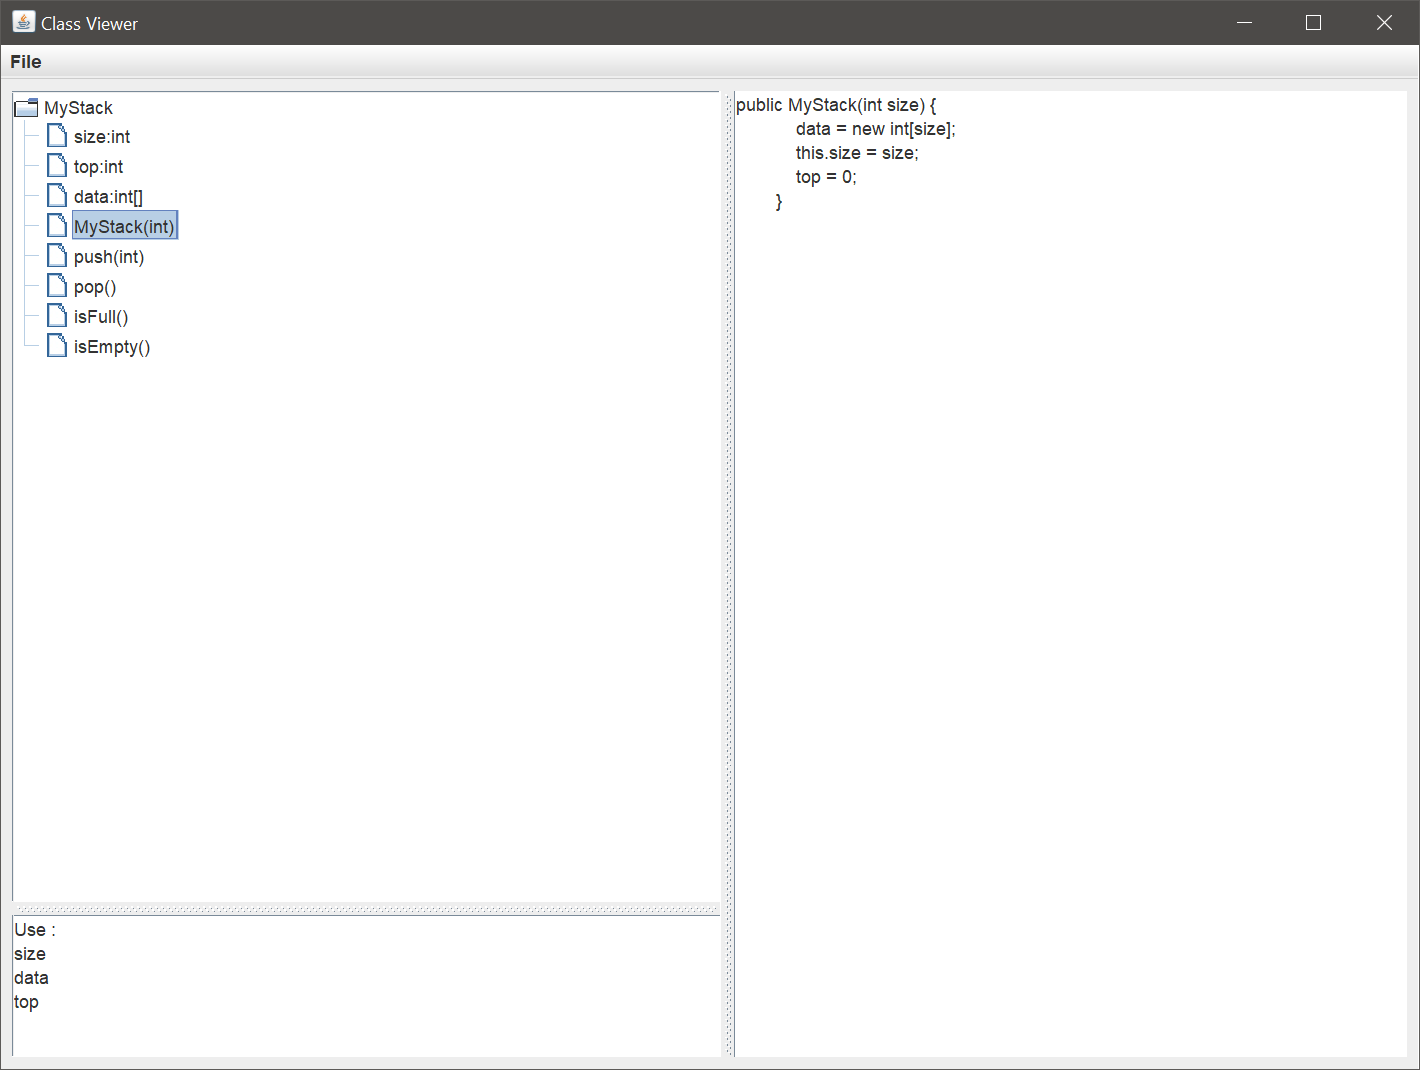 Class Viewer
File
MyStack
size:int
top:int
data:int[]
MyStack(int)
push(int)
pop()
isFull()
isEmpty()
Use :
size
data
top
public MyStack(int size) {
data = new int[size];
this.size = size;
top = 0;
}